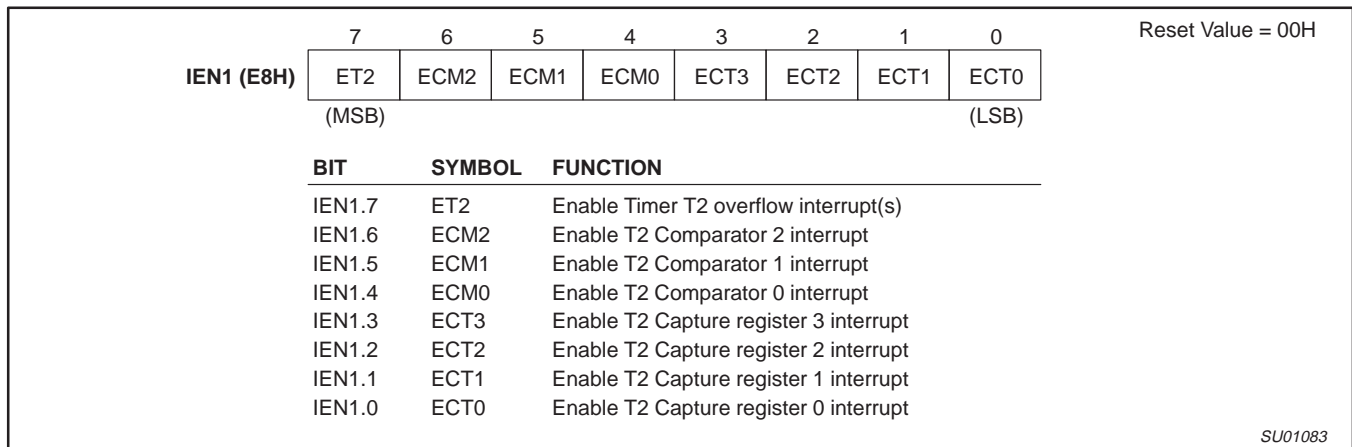 Reset Value = 00H
7 6 5 4 3 2 1 0
IEN1 (E8H) ET2 ECM2 ECM1 ECM0 ECT3 ECT2 ECT1 ECT0
(MSB) (LSB)
BIT SYMBOL FUNCTION
IEN1.7 ET2 Enable Timer T2 overflow interrupt(s)
IEN1.6 ECM2 Enable T2 Comparator 2 interrupt
IEN1.5 ECM1 Enable T2 Comparator 1 interrupt
IEN1.4 ECM0 Enable T2 Comparator 0 interrupt
IEN1.3 ECT3 Enable T2 Capture register 3 interrupt
IEN1.2 ECT2 Enable T2 Capture register 2 interrupt
IEN1.1 ECT1 Enable T2 Capture register 1 interrupt
IEN1.0 ECT0 Enable T2 Capture register 0 interrupt
SU01083